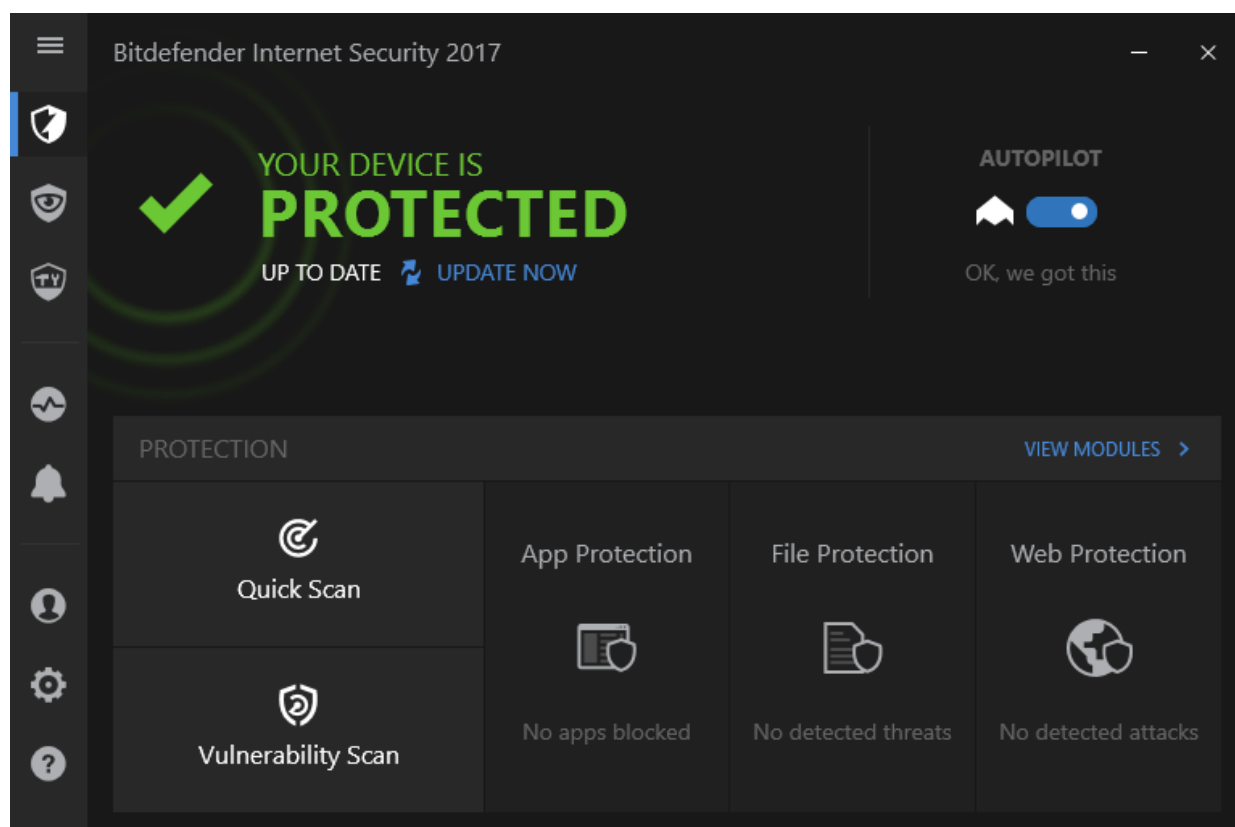 Bitdefender Internet Security 2017
YOUR DEVICE IS
PROTECTED
UP TO DATE UPDATE NOW
AUTOPILOT
OK, we got this
PROTECTION
VIEW MODULES
Quick Scan
Vulnerability Scan
App Protection
No apps blocked
File Protection
No detected threats
Web Protection
No detected attacks